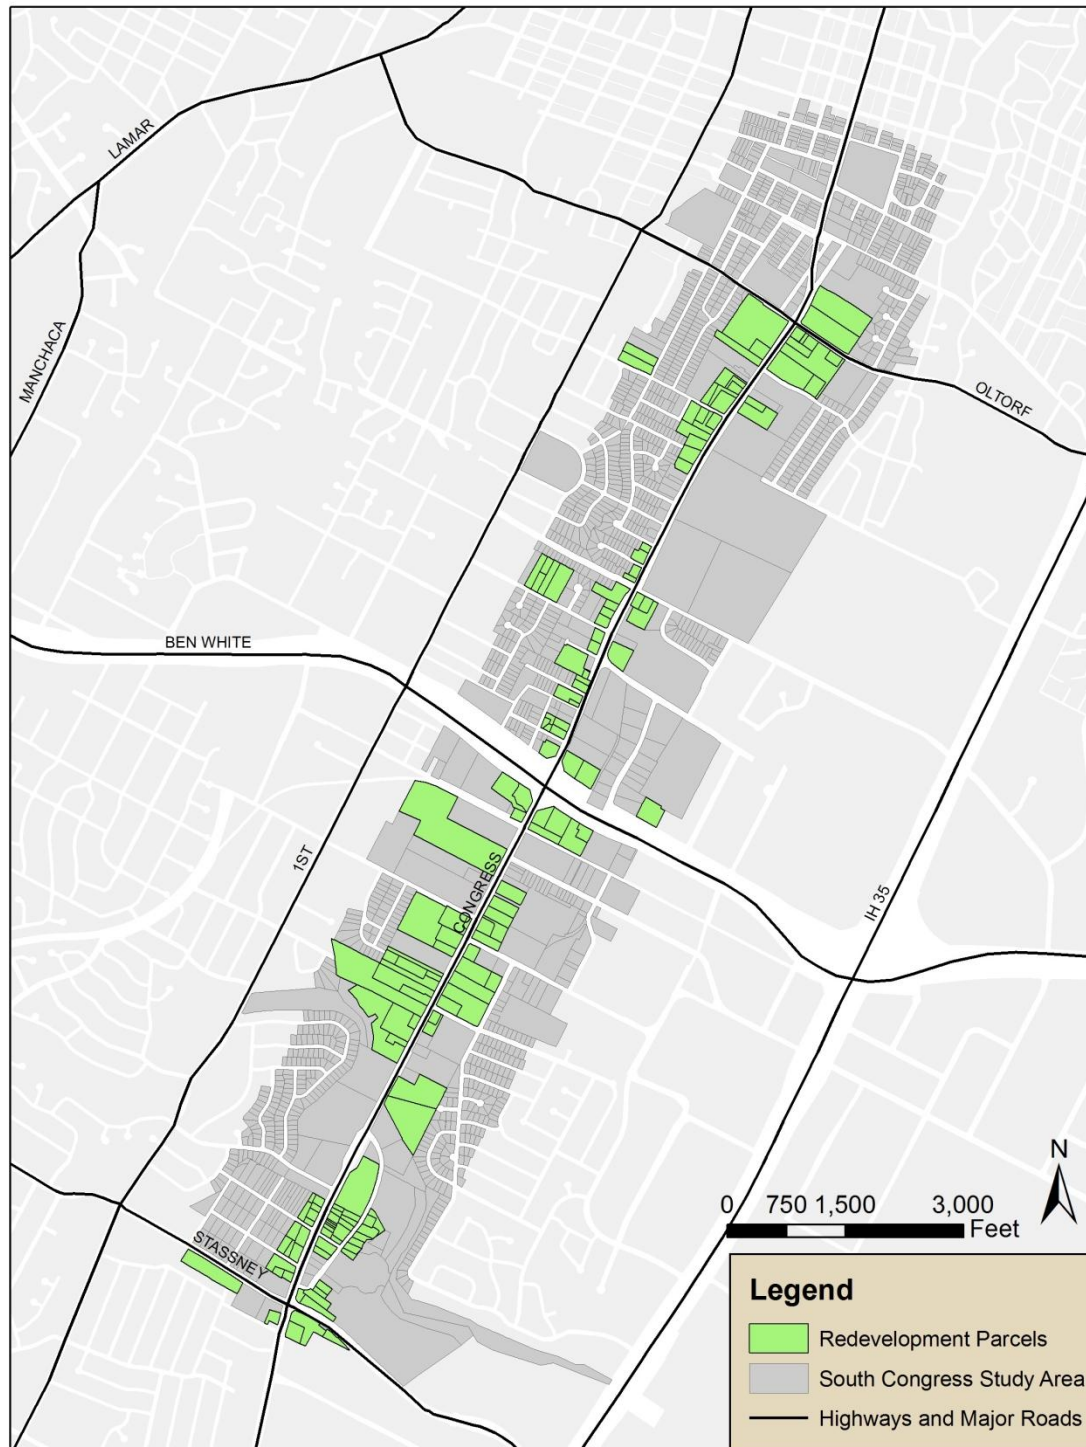 LAMAR
MANCHACA
OLTORF
BEN WHITE
1ST
CONGRESS
IH 35
STASSNEY
N
0 750 1,500 3,000
Feet
Legend
Redevelopment Parcels
South Congress Study Area
Highways and Major Roads